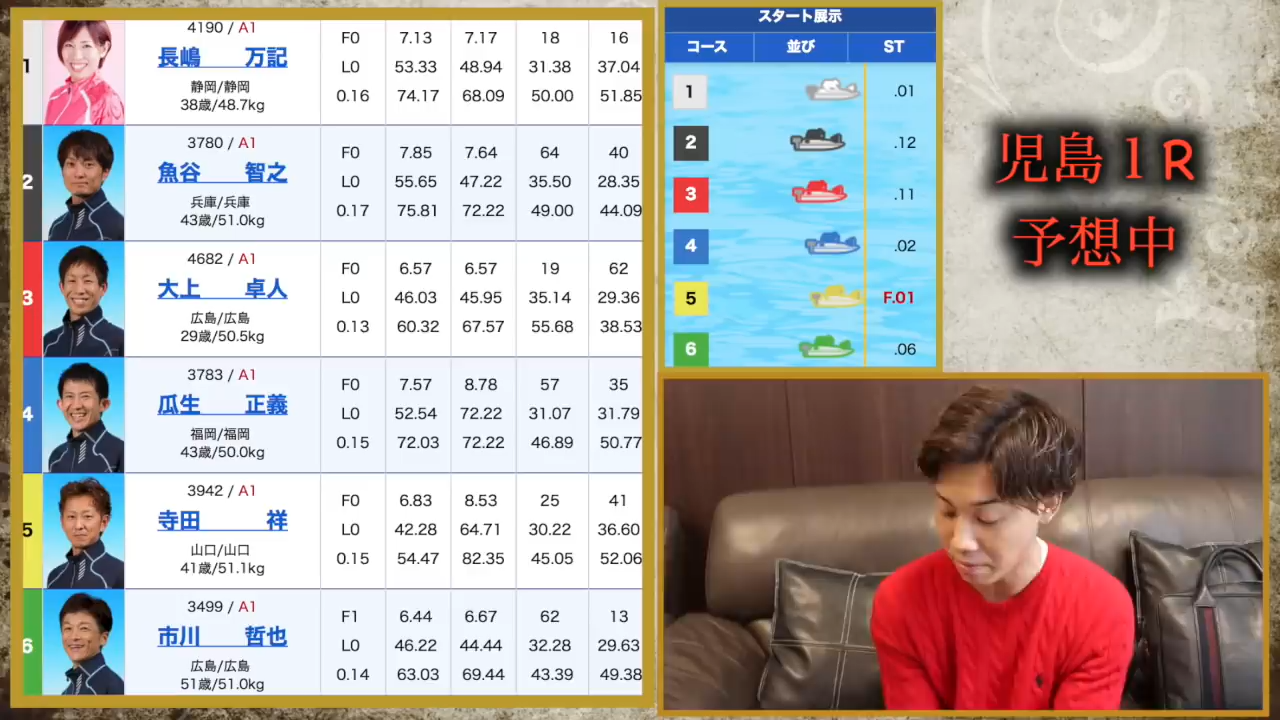 1
4190 / A1
長嶋 万記
静岡/静岡
38歳/48.7kg
F0 7.13 7.17 18 16
L0 53.33 48.94 31.38 37.04
0.16 74.17 68.09 50.00 51.85
2
3780 / A1
魚谷 智之
兵庫/兵庫
43歳/51.0kg
F0 7.85 7.64 64 40
L0 55.65 47.22 35.50 28.35
0.17 75.81 72.22 49.00 44.09
3
4682 / A1
大上 卓人
広島/広島
29歳/50.5kg
F0 6.57 6.57 19 62
L0 46.03 45.95 35.14 29.36
0.13 60.32 67.57 55.68 38.53
4
3783 / A1
瓜生 正義
福岡/福岡
43歳/50.0kg
F0 7.57 8.78 57 35
L0 52.54 72.22 31.07 31.79
0.15 72.03 72.22 46.89 50.77
5
3942 / A1
寺田 祥
山口/山口
41歳/51.1kg
F0 6.83 8.53 25 41
L0 42.28 64.71 30.22 36.60
0.15 54.47 82.35 45.05 52.06
6
3499 / A1
市川 哲也
広島/広島
51歳/51.0kg
F1 6.44 6.67 62 13
L0 46.22 44.44 32.28 29.63
0.14 63.03 69.44 43.39 49.38
スタート展示
コース 並び ST
1 .01
2 .12
3 .11
4 .02
5 F.01
6 .06
児島１R
予想中